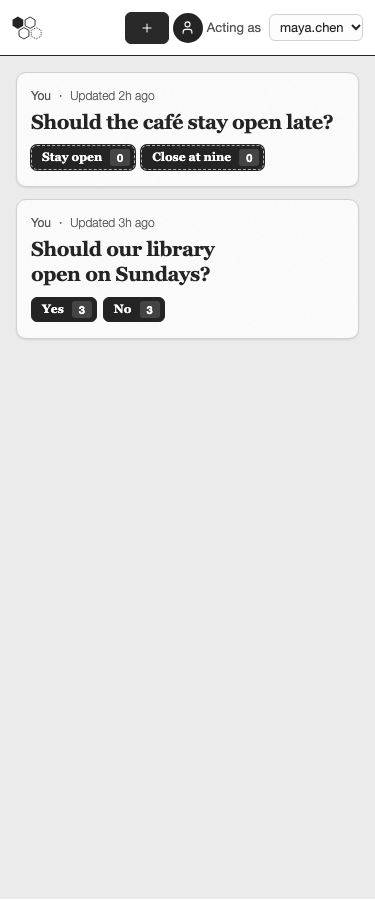 + Acting as maya.chen
You · Updated 2h ago
Should the café stay open late?
Stay open 0 Close at nine 0
You · Updated 3h ago
Should our library
open on Sundays?
Yes 3 No 3